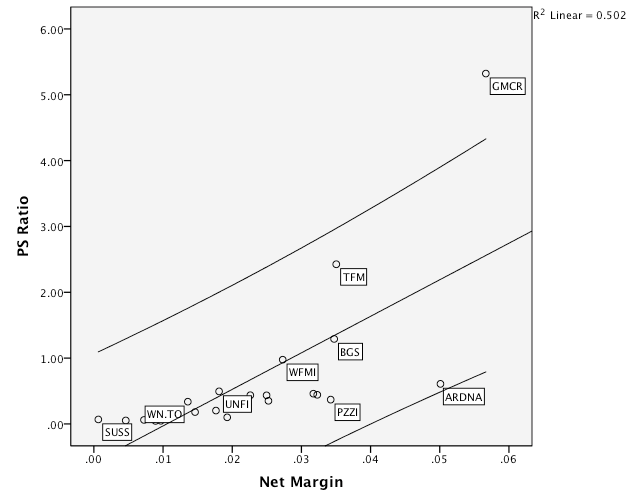 R² Linear = 0.502
6.00
5.00
4.00
3.00
2.00
1.00
.00
PS Ratio
GMCR
TFM
BGS
WFMI
ARDNA
UNFI
PZZI
WN.TO
SUSS
.00 .01 .02 .03 .04 .05 .06
Net Margin